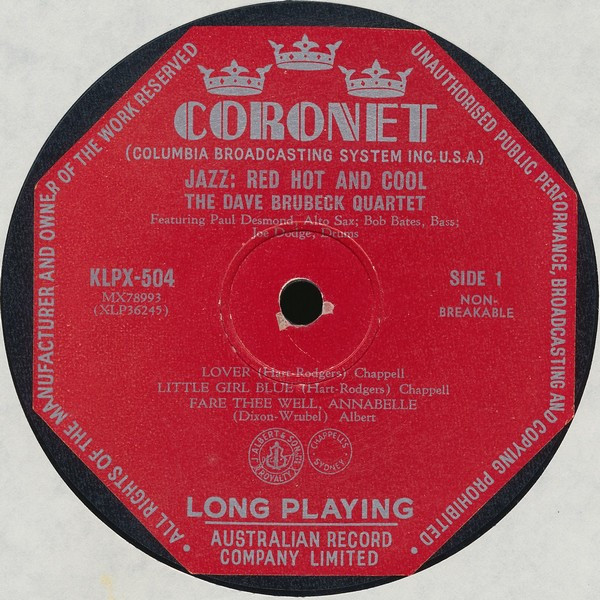 ALL RIGHTS OF THE MANUFACTURER AND OWNER OF THE WORK RESERVED
UNAUTHORISED PUBLIC PERFORMANCE, BROADCASTING AND COPYING PROHIBITED
CORONET
(COLUMBIA BROADCASTING SYSTEM INC. U.S.A.)
JAZZ: RED HOT AND COOL
THE DAVE BRUBECK QUARTET
Featuring Paul Desmond, Alto Sax; Bob Bates, Bass;
Joe Dodge, Drums
KLPX-504
MX78993
(XLP36245)
SIDE 1
NON-
BREAKABLE
LOVER (Hart-Rodgers) Chappell
LITTLE GIRL BLUE (Hart-Rodgers) Chappell
FARE THEE WELL, ANNABELLE
(Dixon-Wrubel) Albert
J. ALBERT & SON
ROYALTY
CHAPPELL'S
SYDNEY
LONG PLAYING
AUSTRALIAN RECORD
COMPANY LIMITED